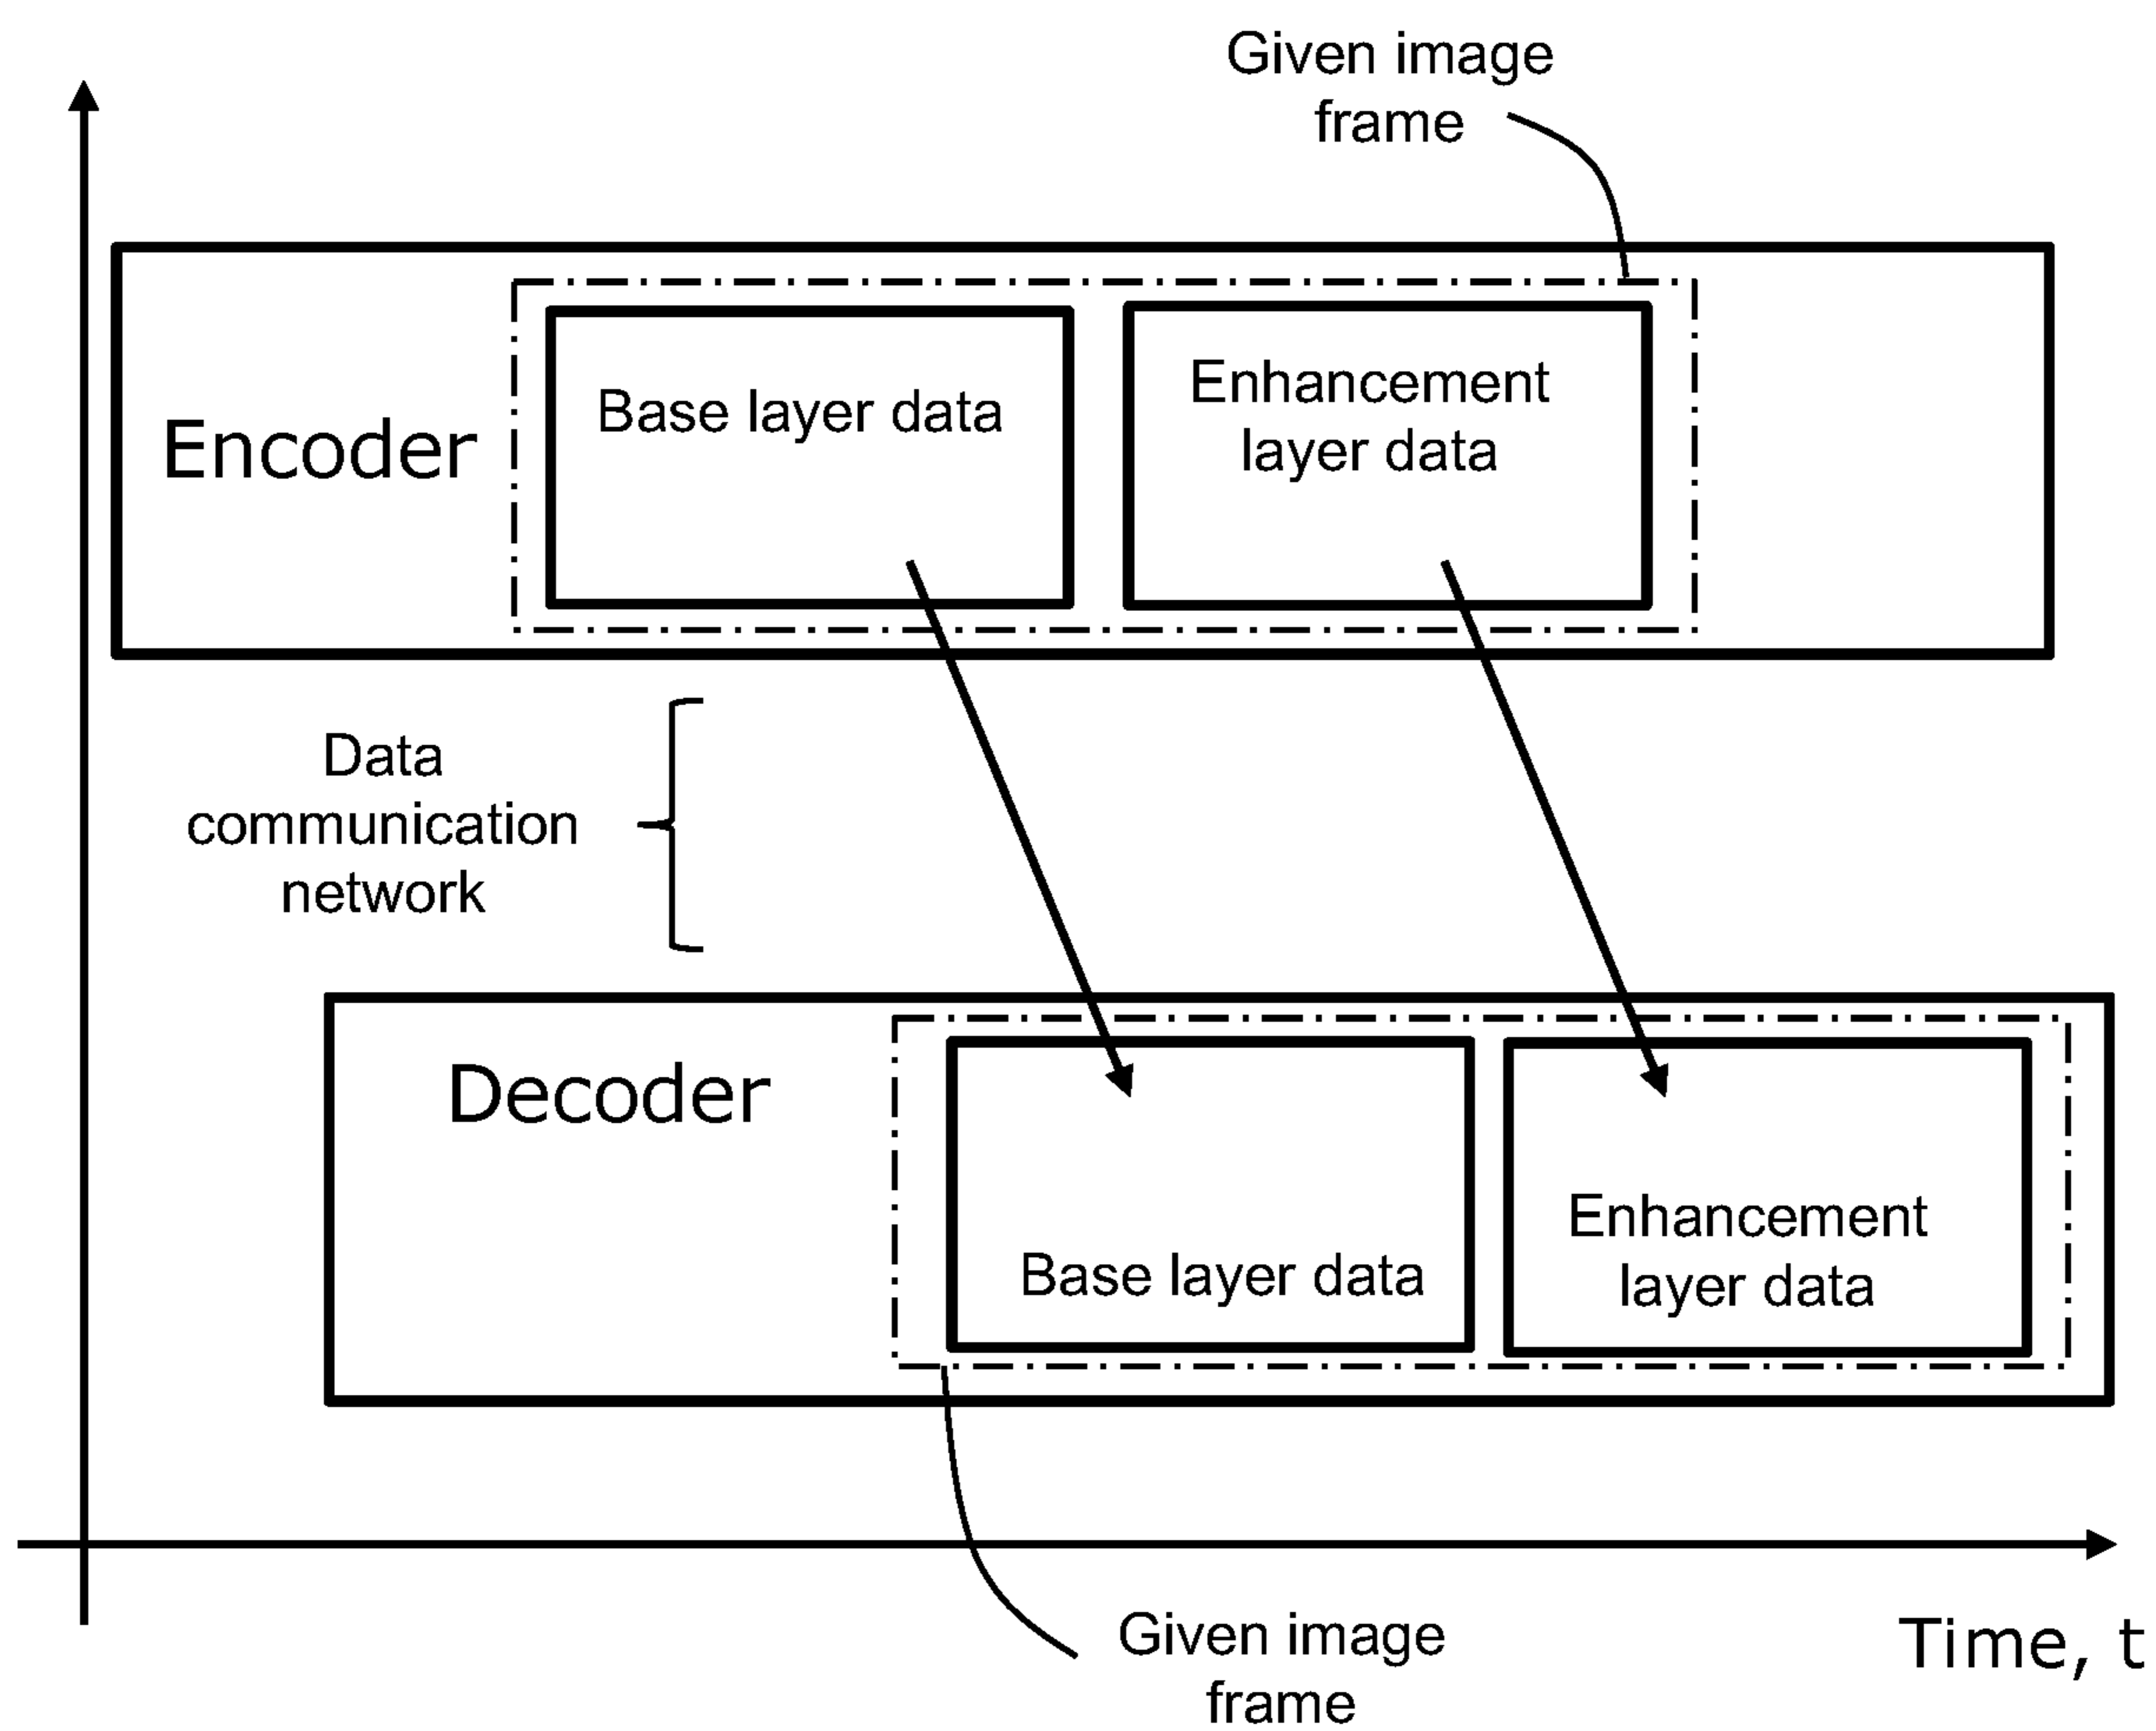 Given image
frame
Encoder
Base layer data
Enhancement
layer data
Data
communication
network
Decoder
Base layer data
Enhancement
layer data
Given image
frame
Time, t